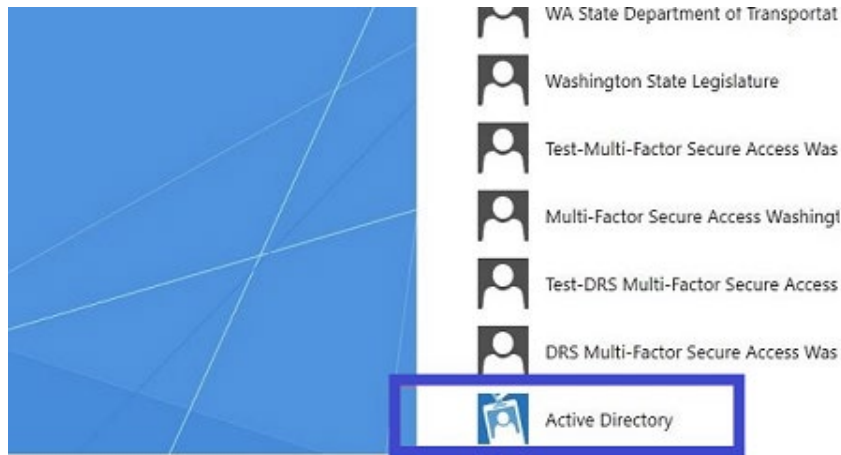 WA State Department of Transportat
Washington State Legislature
Test-Multi-Factor Secure Access Was
Multi-Factor Secure Access Washingt
Test-DRS Multi-Factor Secure Access
DRS Multi-Factor Secure Access Was
Active Directory